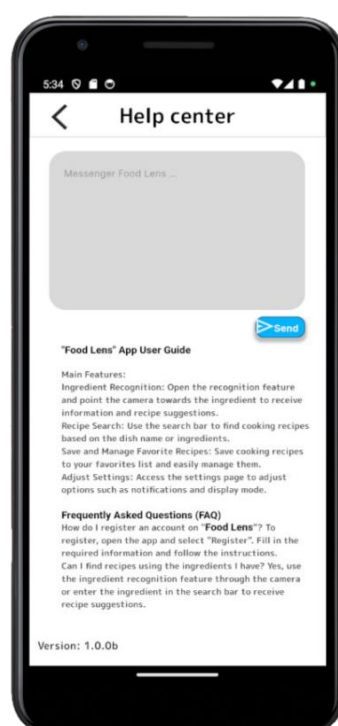 5:34
Help center
Messenger Food Lens ...
Send
"Food Lens" App User Guide
Main Features:
Ingredient Recognition: Open the recognition feature
and point the camera towards the ingredient to receive
information and recipe suggestions.
Recipe Search: Use the search bar to find cooking recipes
based on the dish name or ingredients.
Save and Manage Favorite Recipes: Save cooking recipes
to your favorites list and easily manage them.
Adjust Settings: Access the settings page to adjust
options such as notifications and display mode.
Frequently Asked Questions (FAQ)
How do I register an account on "Food Lens"? To
register, open the app and select "Register". Fill in the
required information and follow the instructions.
Can I find recipes using the ingredients I have? Yes, use
the ingredient recognition feature through the camera
or enter the ingredient in the search bar to receive
recipe suggestions.
Version: 1.0.0b